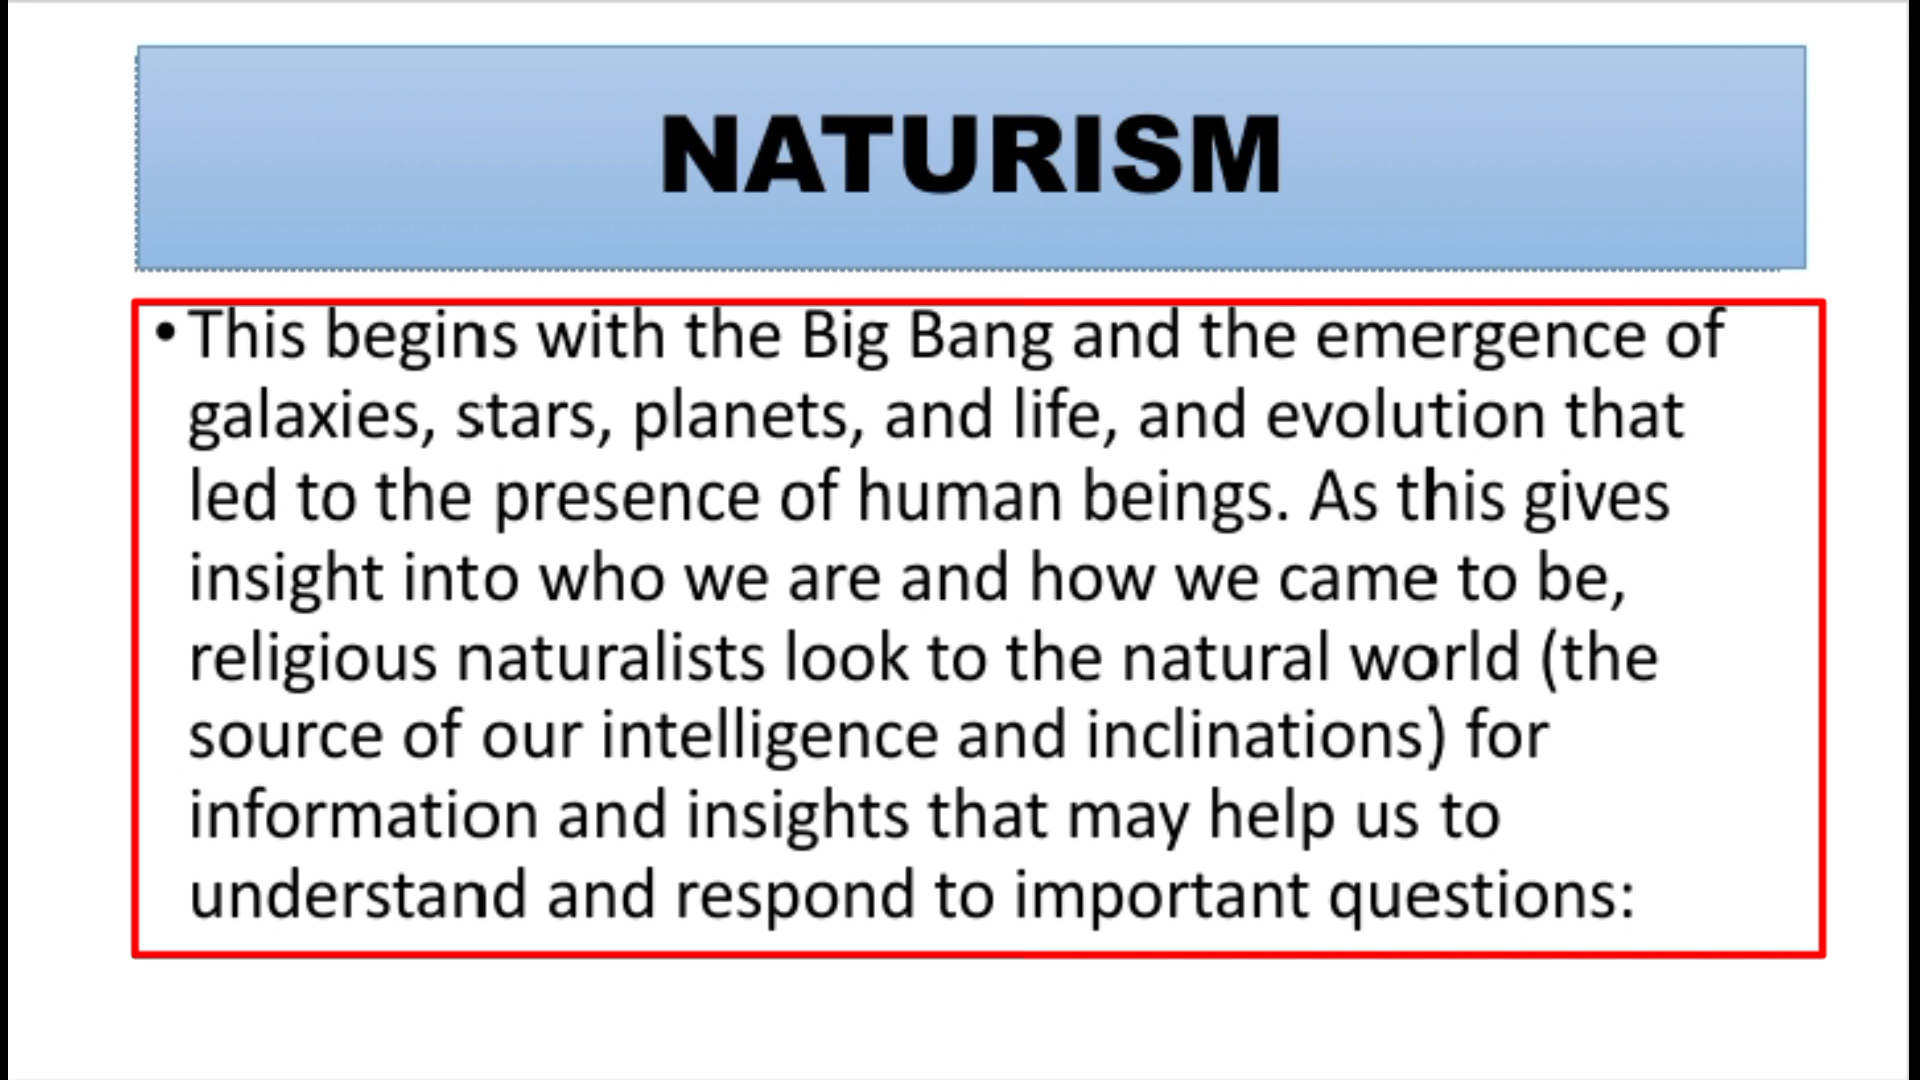 NATURISM
• This begins with the Big Bang and the emergence of
galaxies, stars, planets, and life, and evolution that
led to the presence of human beings. As this gives
insight into who we are and how we came to be,
religious naturalists look to the natural world (the
source of our intelligence and inclinations) for
information and insights that may help us to
understand and respond to important questions: